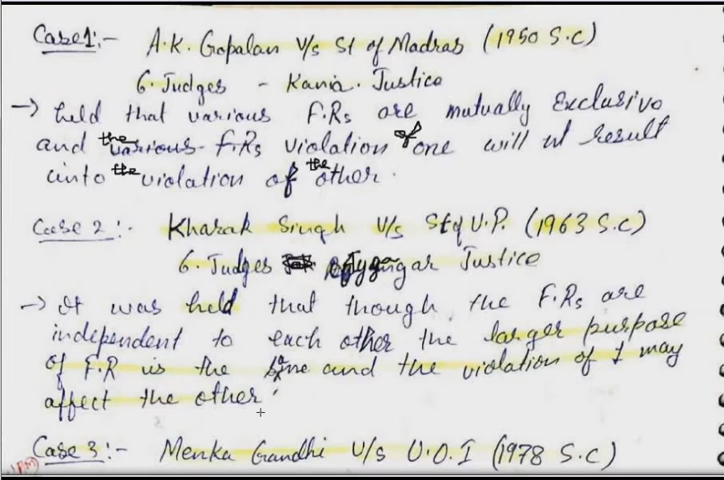 Case 1:- A.K. Gopalan V/s St of Madras (1950 S.C)
6. Judges - Kania. Justice
→ held that various F.Rs are mutually Exclusive
and the various F.Rs violation of one will nt result
into the violation of the other.
Case 2:- Kharak Singh V/s St of U.P. (1963 S.C)
6. Judges Ayyangar Justice
→ It was held that though the F.Rs are
independent to each other the larger purpose
of F.R is the and the violation of 1 may
affect the other.
Case 3:- Menka Gandhi V/s U.O.I (1978 S.C)